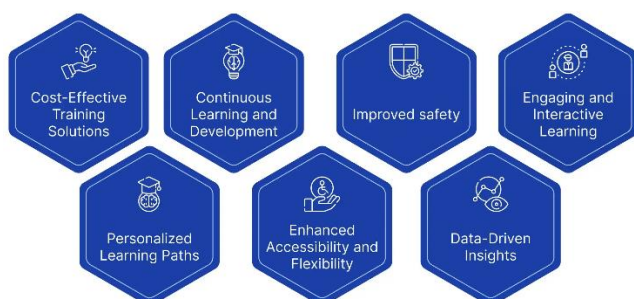 Cost-Effective
Training
Solutions
Continuous
Learning and
Development
Improved safety
Engaging and
Interactive
Learning
Personalized
Learning Paths
Enhanced
Accessibility and
Flexibility
Data-Driven
Insights